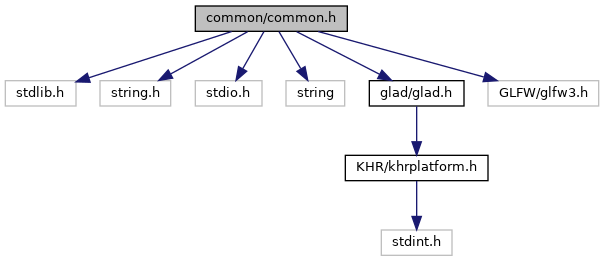 common/common.h
stdlib.h
string.h
stdio.h
string
glad/glad.h
GLFW/glfw3.h
KHR/khrplatform.h
stdint.h